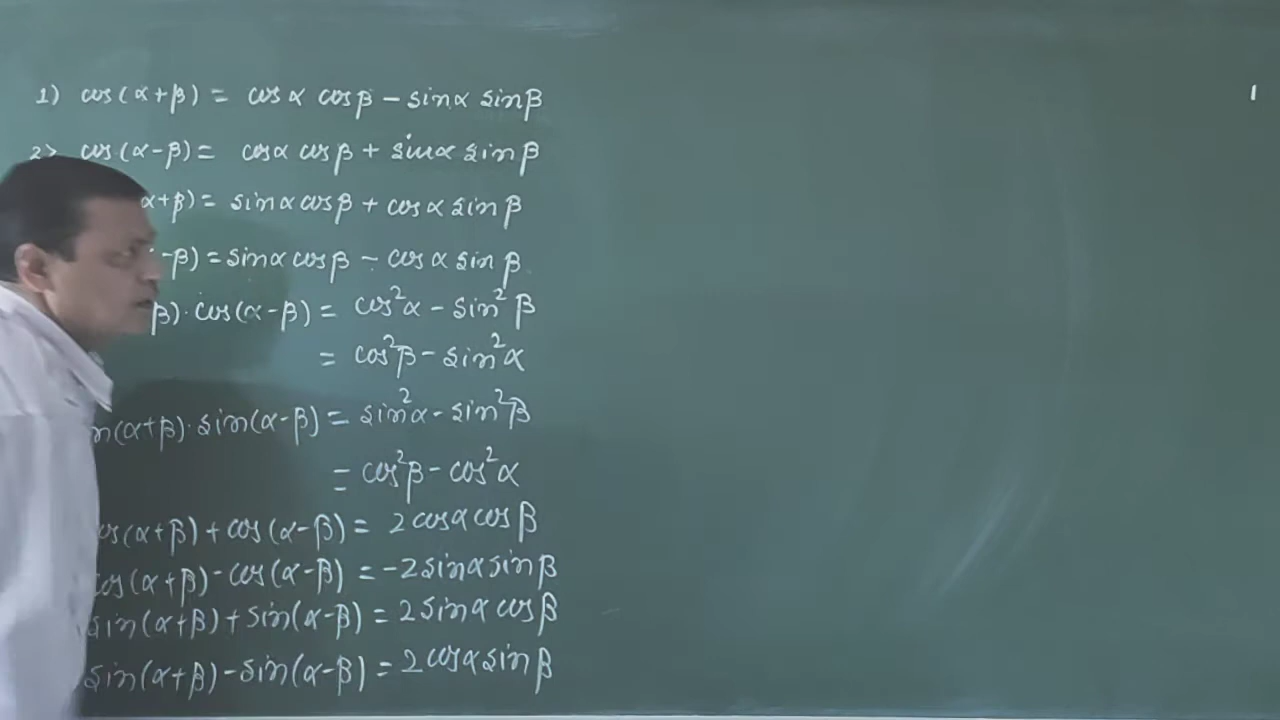 1) cos(α+β) = cosα cosβ − sinα sinβ
2> cos(α−β) = cosα cosβ + sinα sinβ
α+β) = sinα cosβ + cosα sinβ
−β) = sinα cosβ − cosα sinβ
β)·cos(α−β) = cos²α − sin²β
= cos²β − sin²α
n(α+β)·sin(α−β) = sin²α − sin²β
= cos²β − cos²α
os(α+β) + cos(α−β) = 2cosα cosβ
cos(α+β) − cos(α−β) = −2sinα sinβ
sin(α+β) + sin(α−β) = 2sinα cosβ
sin(α+β) − sin(α−β) = 2cosα sinβ